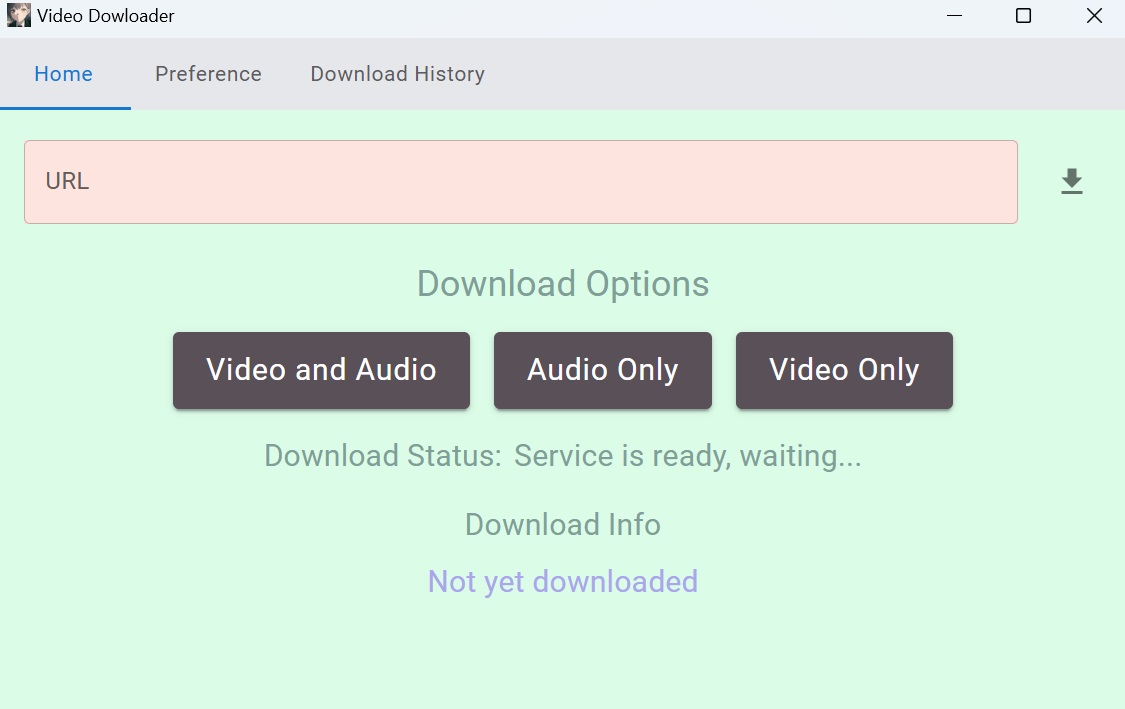 Video Dowloader
Home Preference Download History
URL
Download Options
Video and Audio Audio Only Video Only
Download Status: Service is ready, waiting...
Download Info
Not yet downloaded